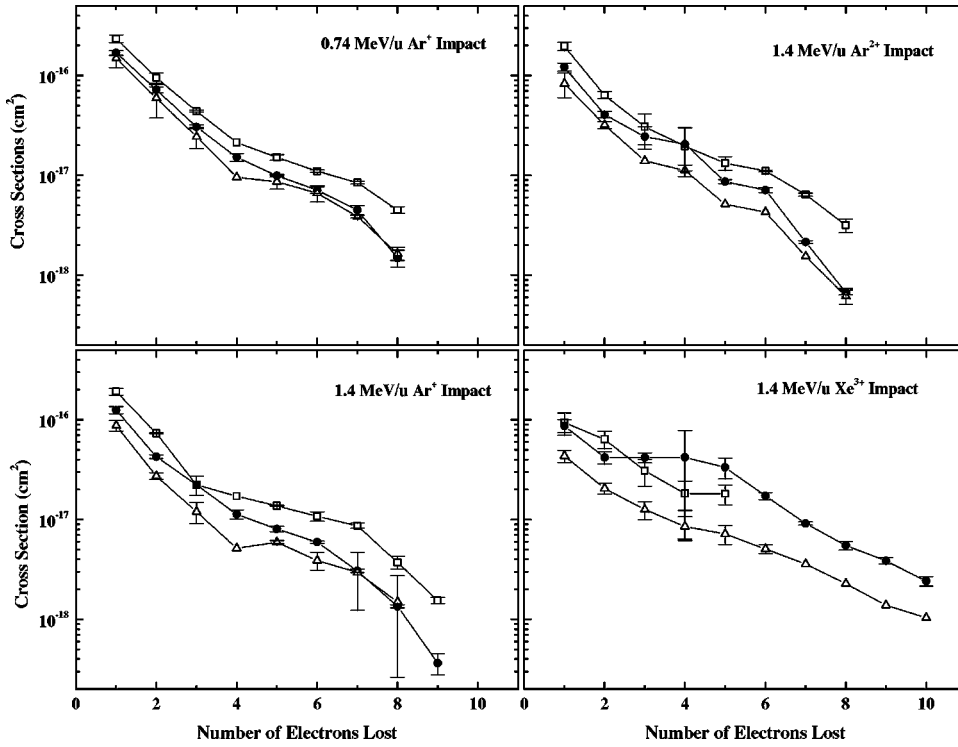 0.74 MeV/u Ar⁺ Impact
1.4 MeV/u Ar²⁺ Impact
10⁻¹⁶
10⁻¹⁷
10⁻¹⁸
Cross Sections (cm²)
1.4 MeV/u Ar⁺ Impact
1.4 MeV/u Xe³⁺ Impact
10⁻¹⁶
10⁻¹⁷
10⁻¹⁸
Cross Section (cm²)
0 2 4 6 8 10 0 2 4 6 8 10
Number of Electrons Lost Number of Electrons Lost